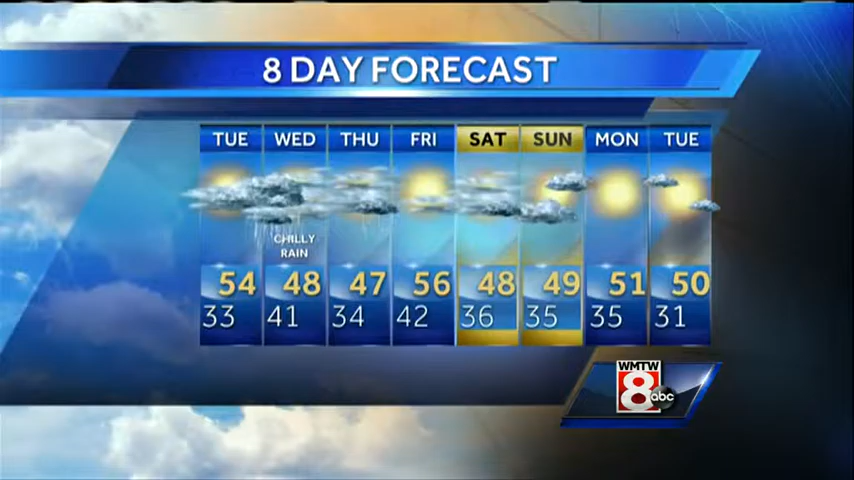 8 DAY FORECAST
TUE WED THU FRI SAT SUN MON TUE
CHILLY
RAIN
54 48 47 56 48 49 51 50
33 41 34 42 36 35 35 31
WMTW
8 abc